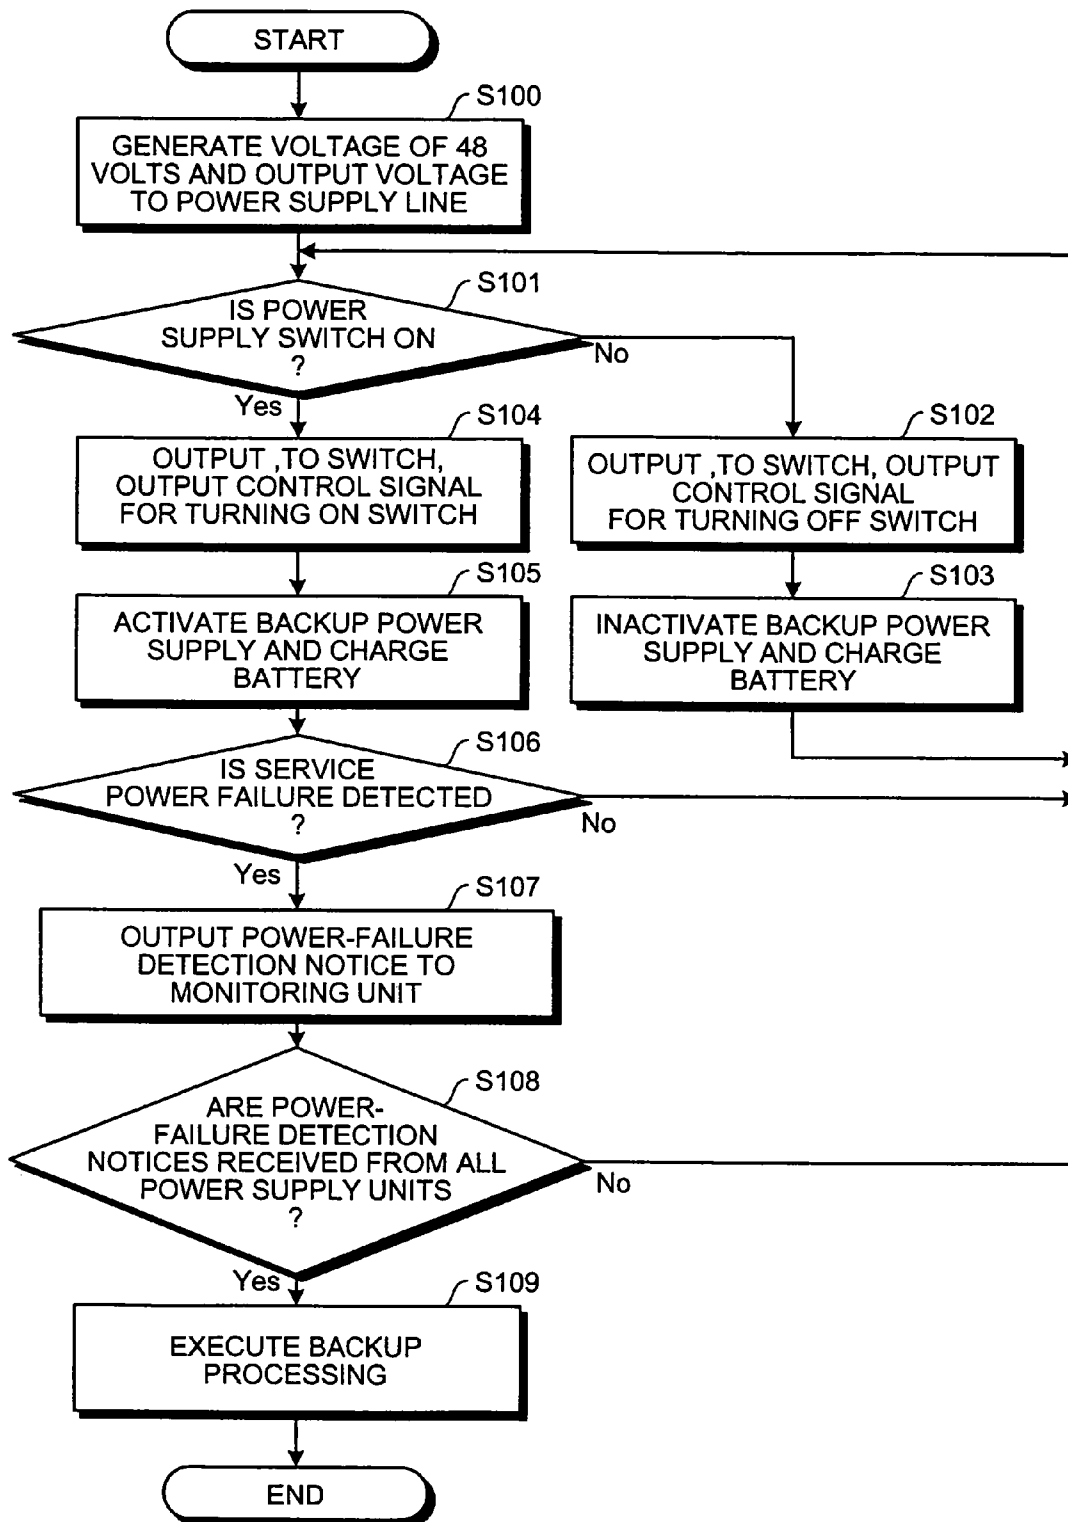 START
S100
GENERATE VOLTAGE OF 48
VOLTS AND OUTPUT VOLTAGE
TO POWER SUPPLY LINE
S101
IS POWER
SUPPLY SWITCH ON
?
No
Yes
S104
OUTPUT ,TO SWITCH,
OUTPUT CONTROL SIGNAL
FOR TURNING ON SWITCH
S102
OUTPUT ,TO SWITCH, OUTPUT
CONTROL SIGNAL
FOR TURNING OFF SWITCH
S105
ACTIVATE BACKUP POWER
SUPPLY AND CHARGE
BATTERY
S103
INACTIVATE BACKUP POWER
SUPPLY AND CHARGE
BATTERY
S106
IS SERVICE
POWER FAILURE DETECTED
?
No
Yes
S107
OUTPUT POWER-FAILURE
DETECTION NOTICE TO
MONITORING UNIT
S108
ARE POWER-
FAILURE DETECTION
NOTICES RECEIVED FROM ALL
POWER SUPPLY UNITS
?
No
Yes
S109
EXECUTE BACKUP
PROCESSING
END